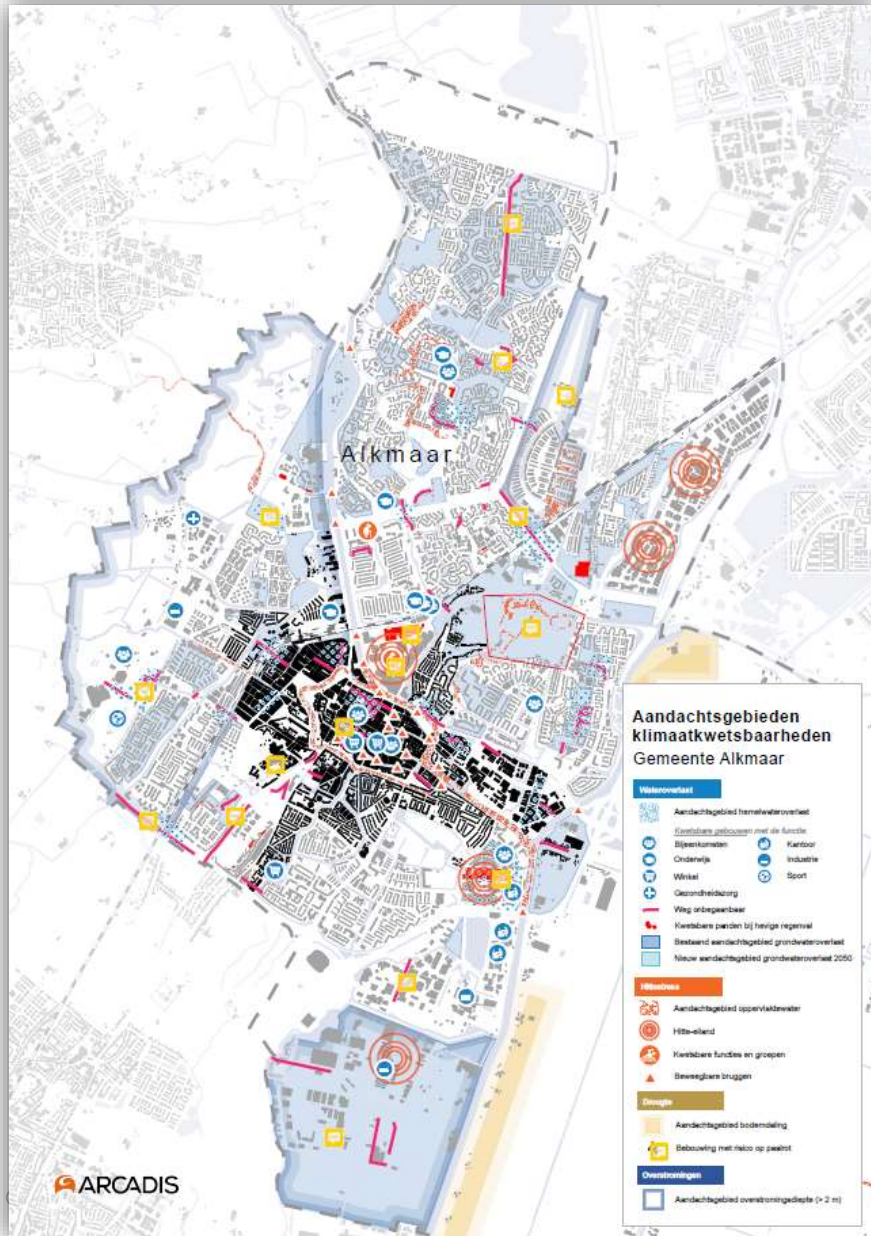 Alkmaar
Aandachtsgebieden
klimaatkwetsbaarheden
Gemeente Alkmaar
Wateroverlast
Aandachtsgebied hemelwateroverlast
Kwetsbare gebouwen met de functie:
Bijeenkomsten
Kantoor
Onderwijs
Industrie
Winkel
Sport
Gezondheidszorg
Weg onbegaanbaar
Kwetsbare panden bij hevige regenval
Bestaand aandachtsgebied grondwateroverlast
Nieuw aandachtsgebied grondwateroverlast 2050
Hittestress
Aandachtsgebied oppervlaktewater
Hitte-eiland
Kwetsbare functies en groepen
Beweegbare bruggen
Droogte
Aandachtsgebied bodemdaling
Bebouwing met risico op paalrot
Overstromingen
Aandachtsgebied overstromingsdiepte (> 2 m)
ARCADIS